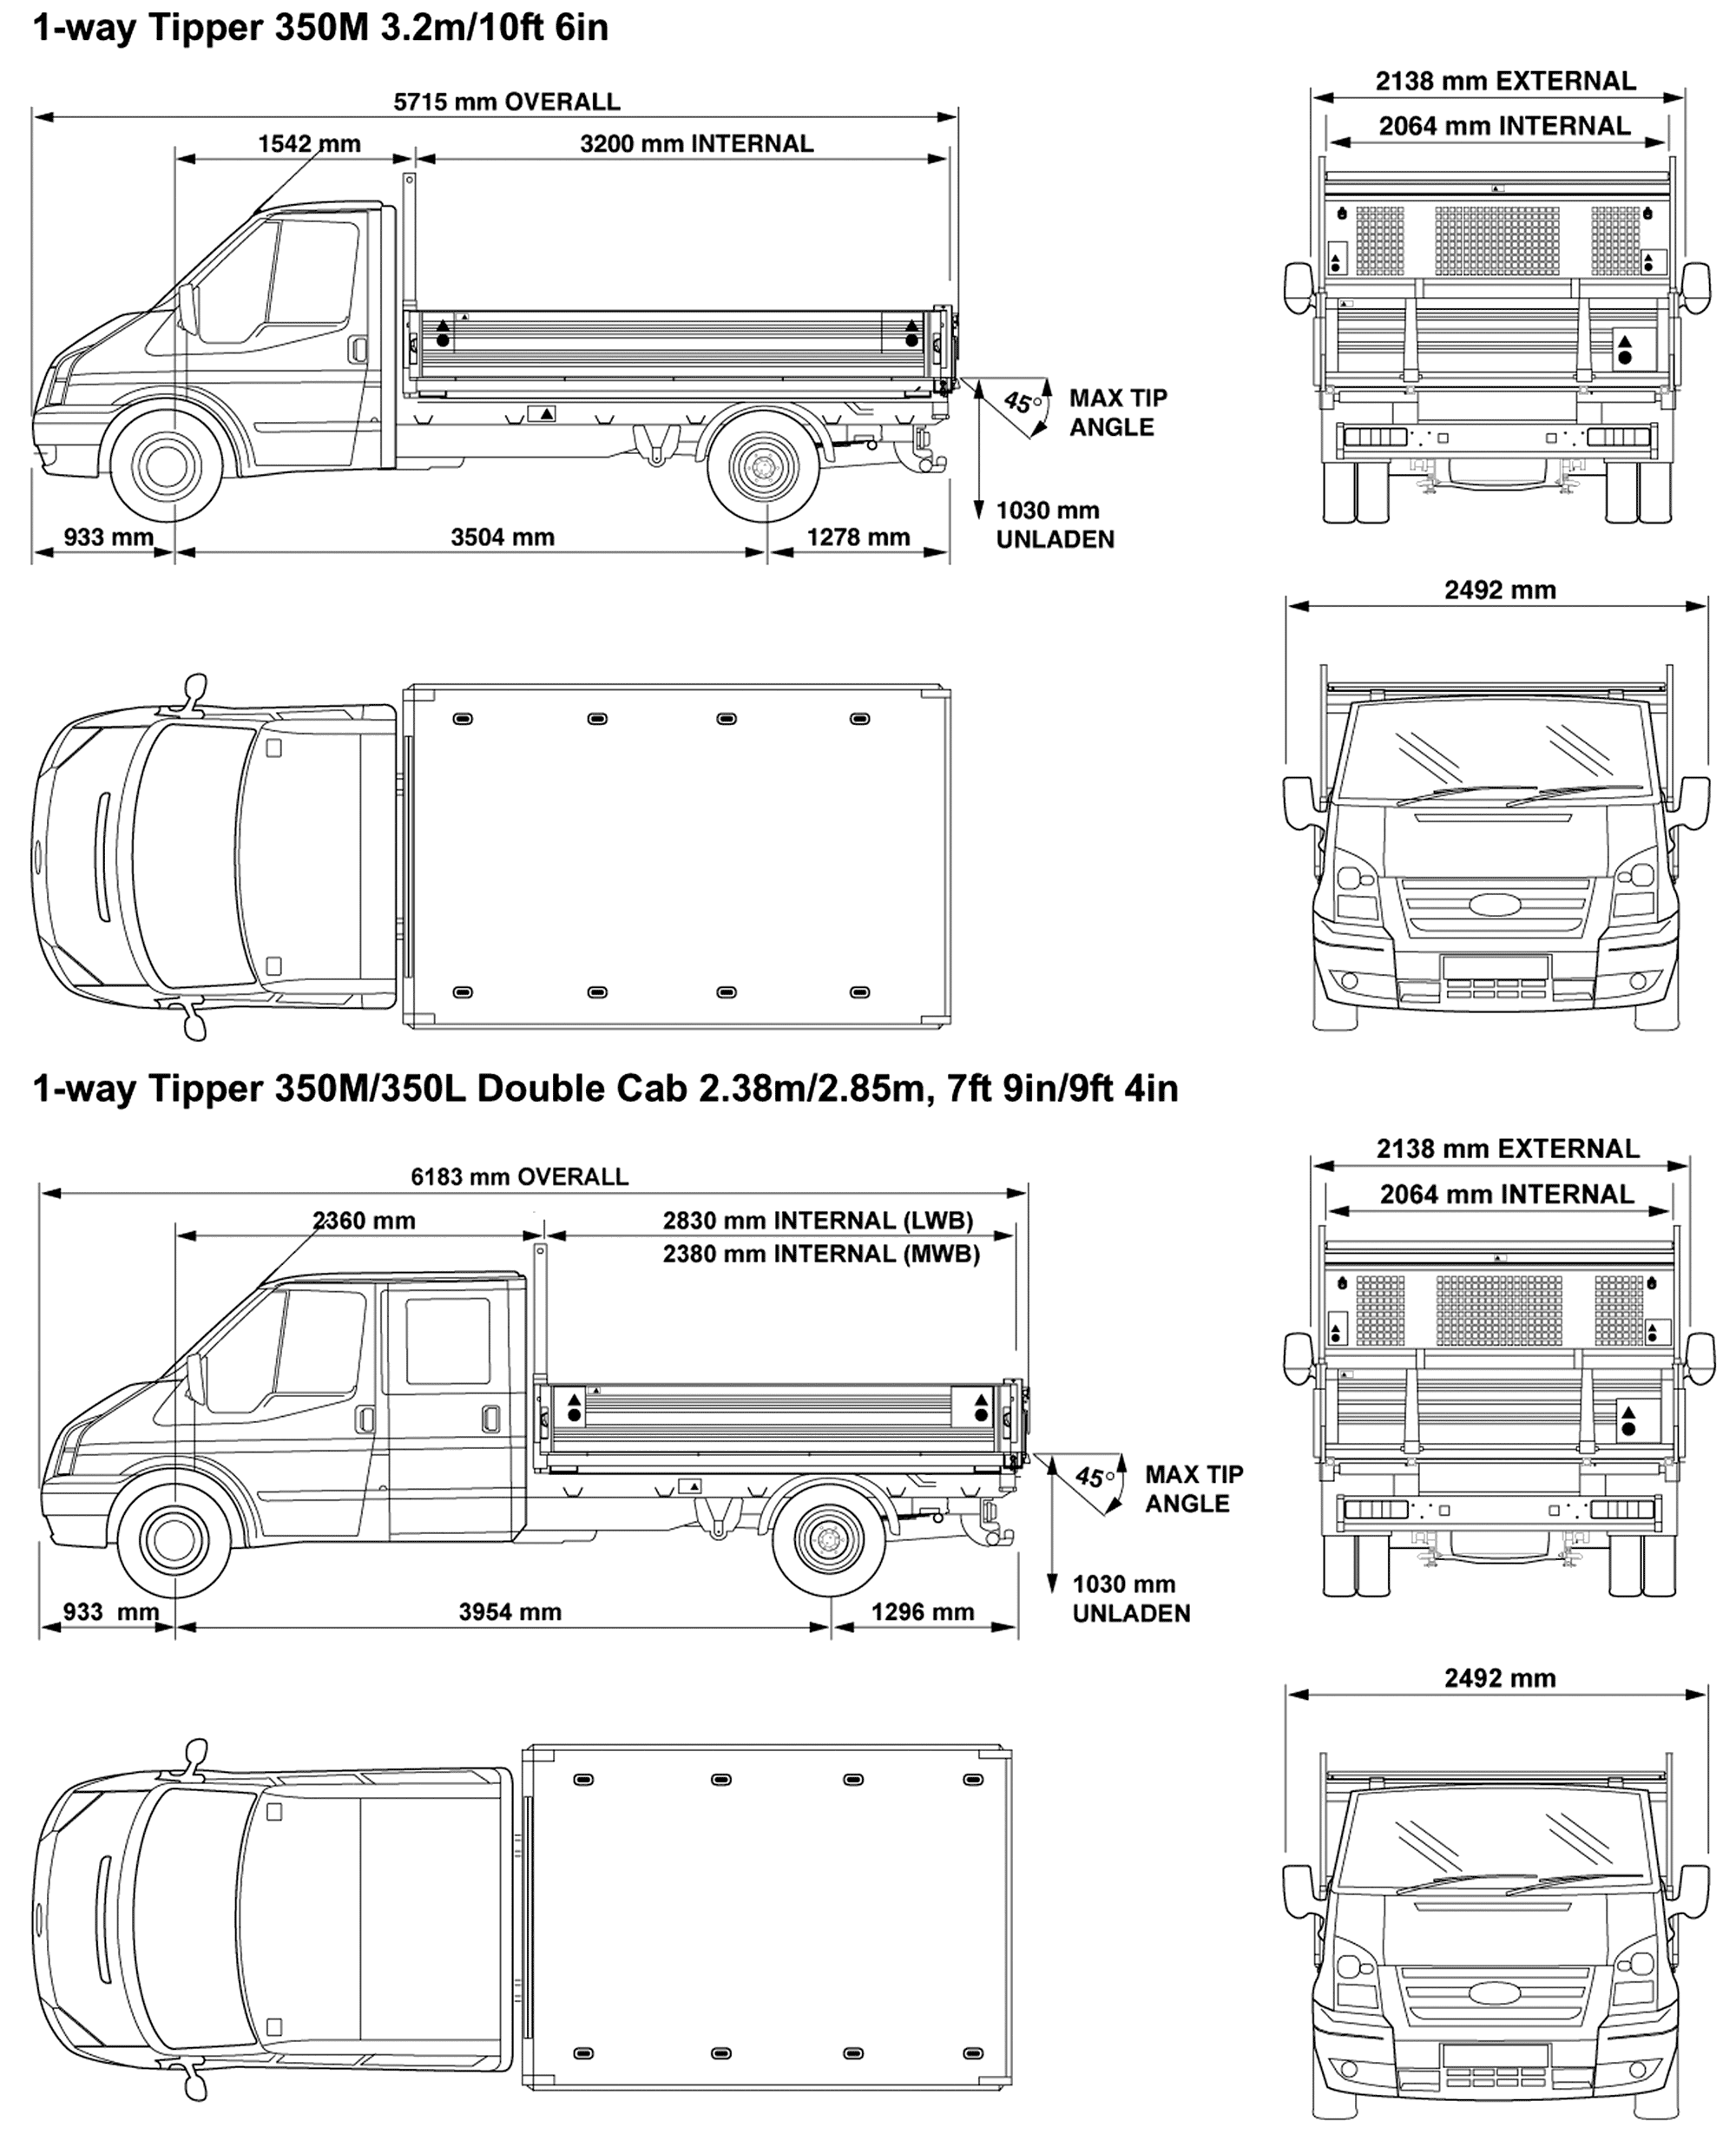 1-way Tipper 350M 3.2m/10ft 6in
5715 mm OVERALL
1542 mm
3200 mm INTERNAL
2138 mm EXTERNAL
2064 mm INTERNAL
45°
MAX TIP
ANGLE
1030 mm
UNLADEN
933 mm
3504 mm
1278 mm
2492 mm
1-way Tipper 350M/350L Double Cab 2.38m/2.85m, 7ft 9in/9ft 4in
6183 mm OVERALL
2360 mm
2830 mm INTERNAL (LWB)
2380 mm INTERNAL (MWB)
2138 mm EXTERNAL
2064 mm INTERNAL
45°
MAX TIP
ANGLE
1030 mm
UNLADEN
933 mm
3954 mm
1296 mm
2492 mm